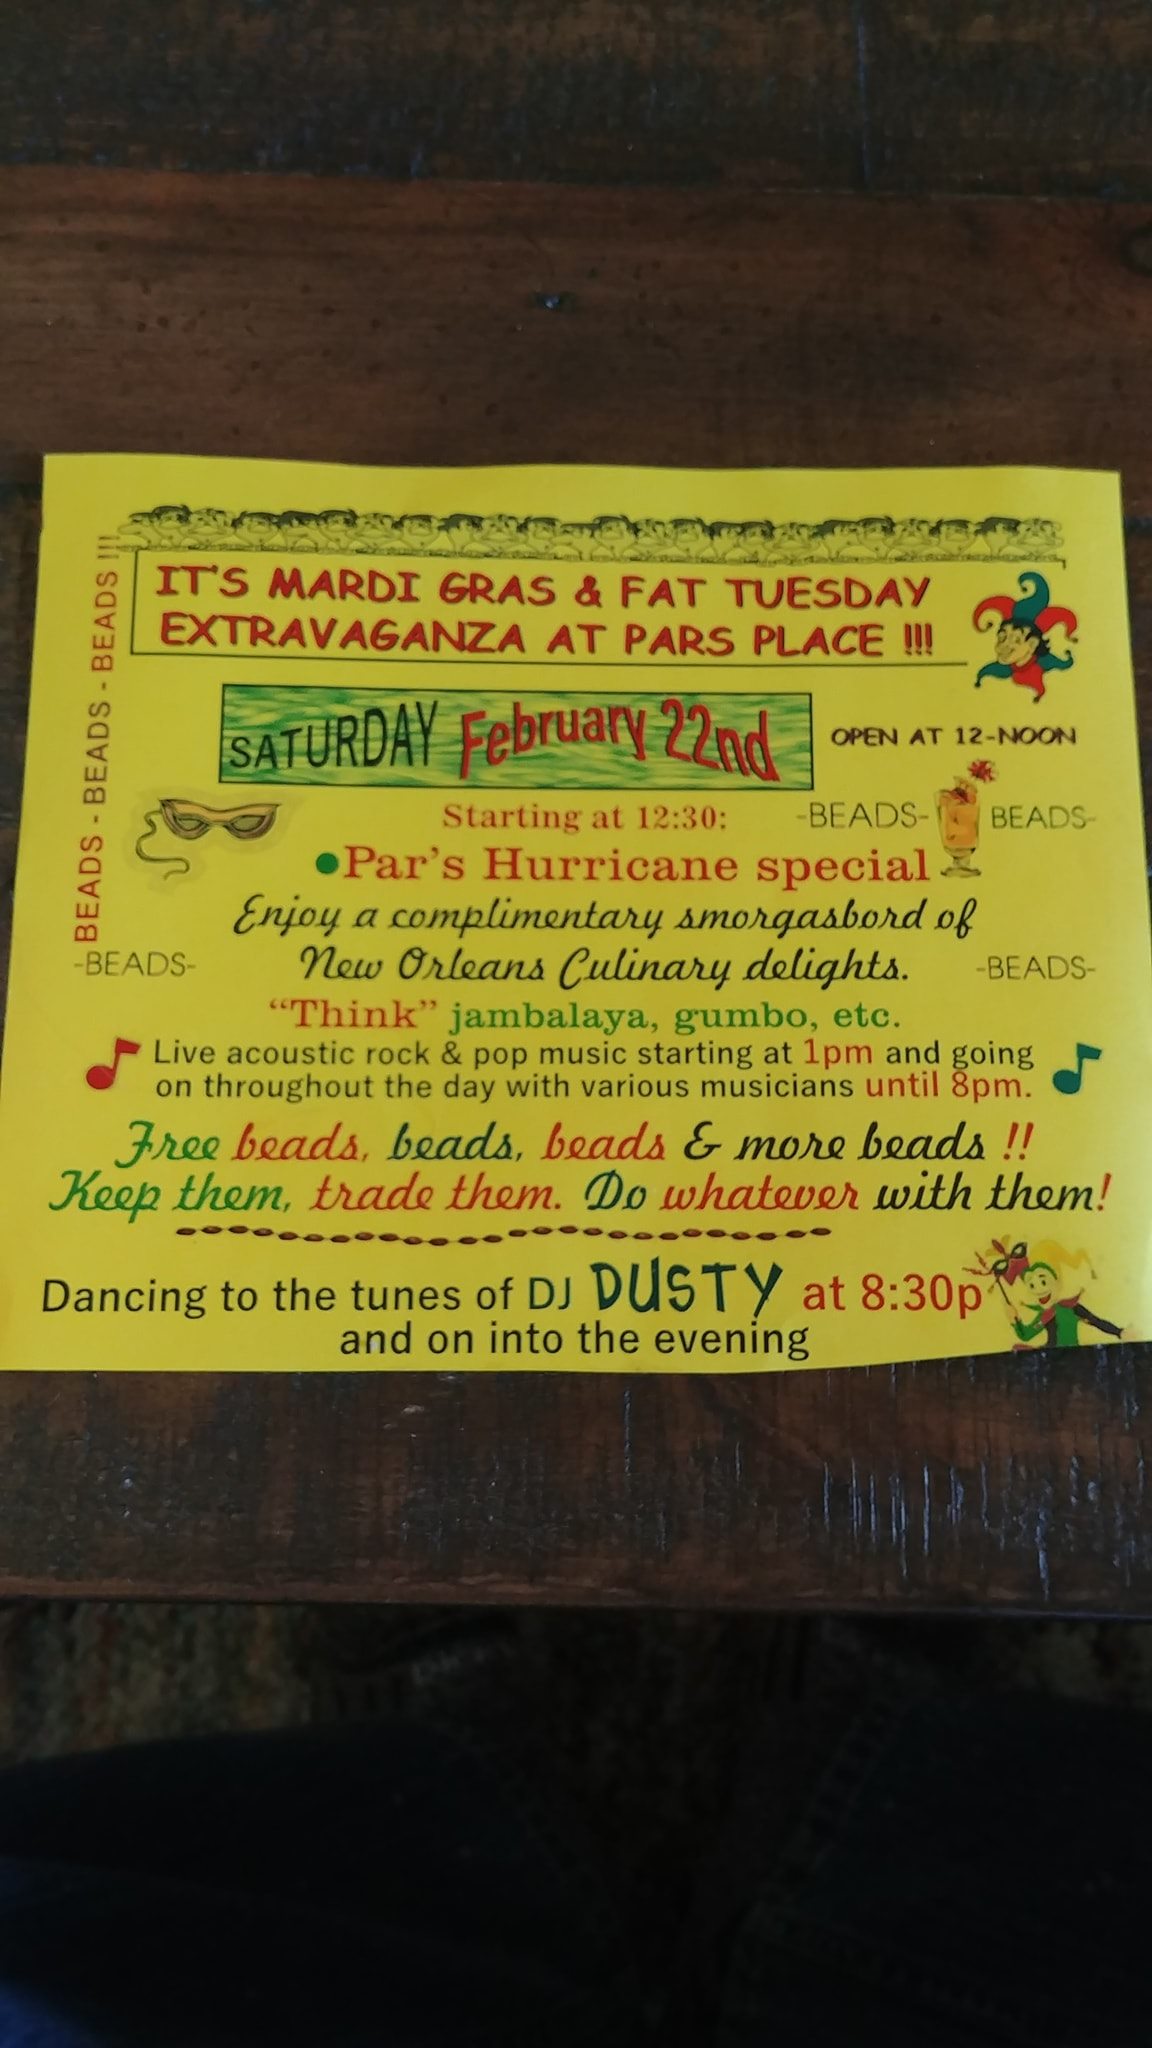 BEADS - BEADS - BEADS - BEADS !!!
IT'S MARDI GRAS & FAT TUESDAY
EXTRAVAGANZA AT PARS PLACE !!!
SATURDAY February 22nd
OPEN AT 12-NOON
Starting at 12:30:
-BEADS-
BEADS-
•Par's Hurricane special
Enjoy a complimentary smorgasbord of
-BEADS-
New Orleans Culinary delights.
-BEADS-
"Think" jambalaya, gumbo, etc.
Live acoustic rock & pop music starting at 1pm and going
on throughout the day with various musicians until 8pm.
Free beads, beads, beads & more beads !!
Keep them, trade them. Do whatever with them!
Dancing to the tunes of DJ DUSTY at 8:30p
and on into the evening